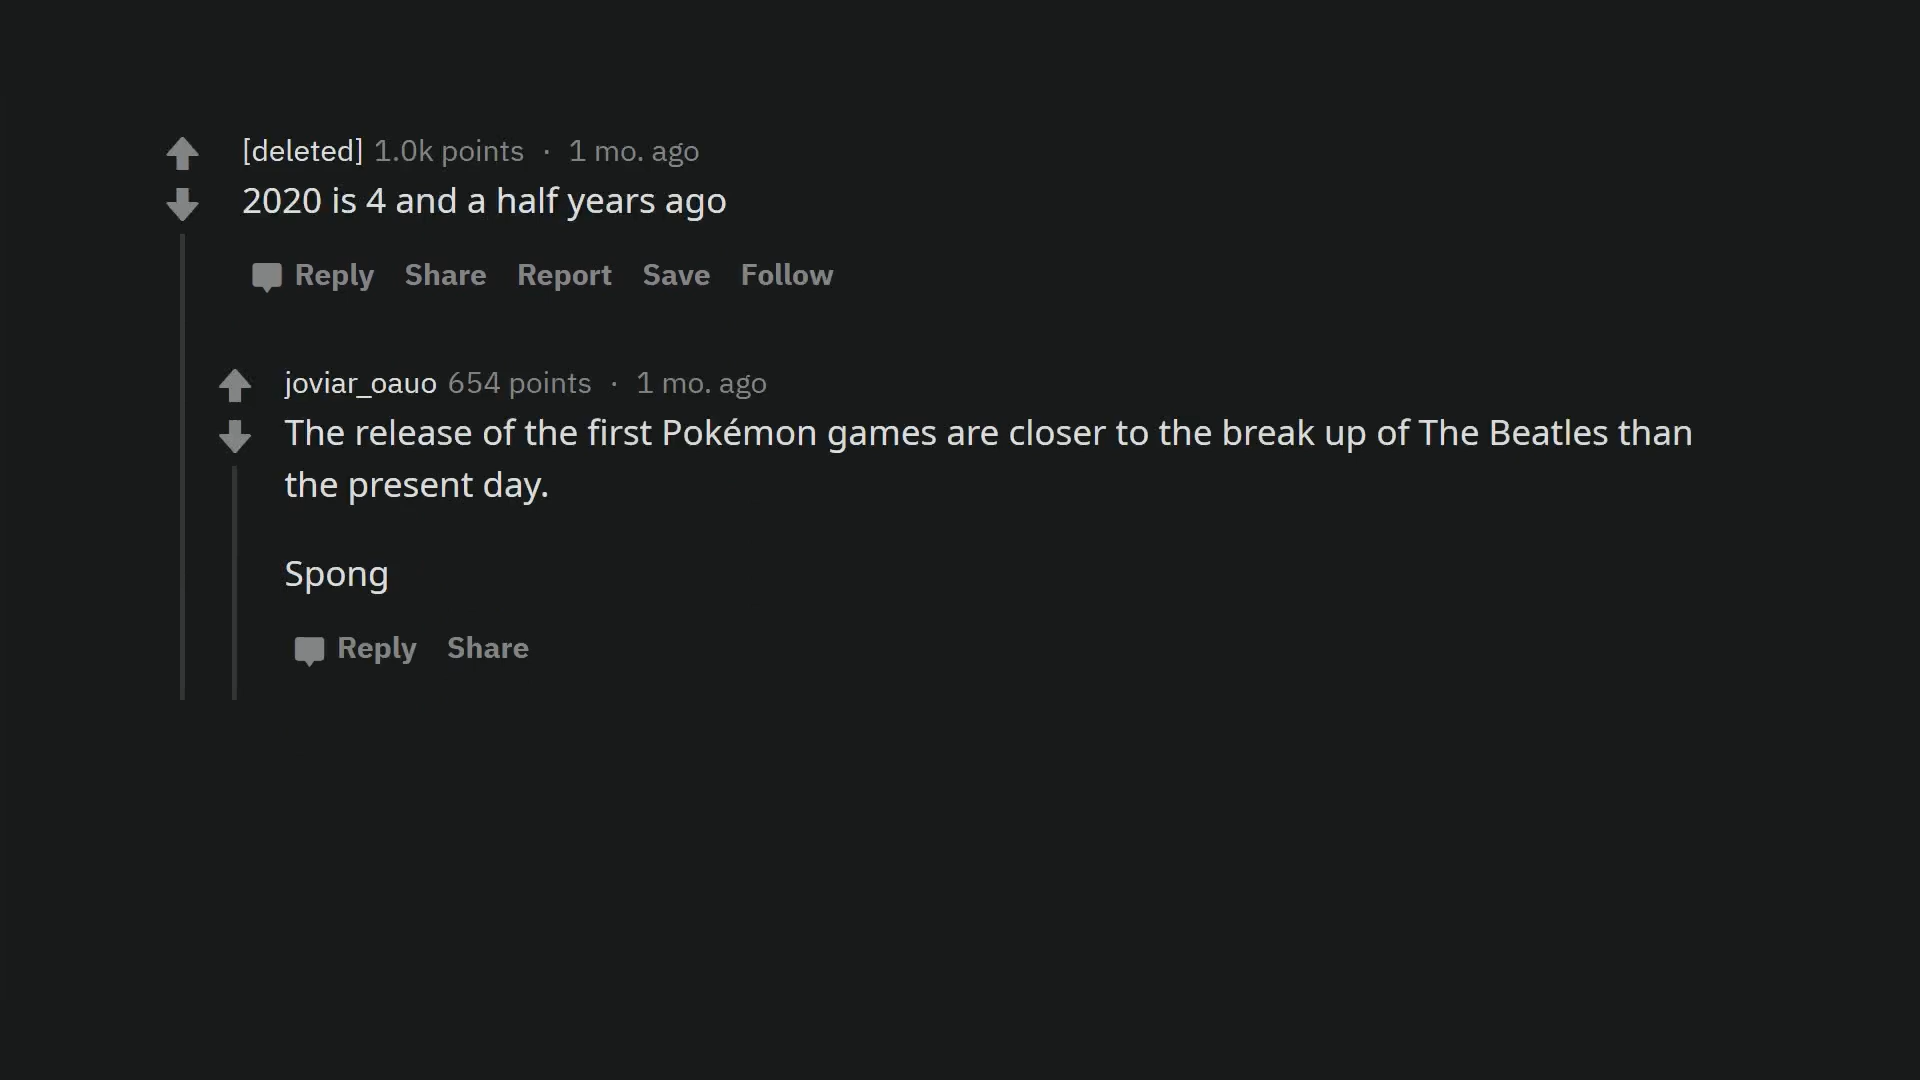 [deleted] 1.0k points · 1 mo. ago
2020 is 4 and a half years ago
Reply Share Report Save Follow
joviar_oauo 654 points · 1 mo. ago
The release of the first Pokémon games are closer to the break up of The Beatles than
the present day.
Spong
Reply Share